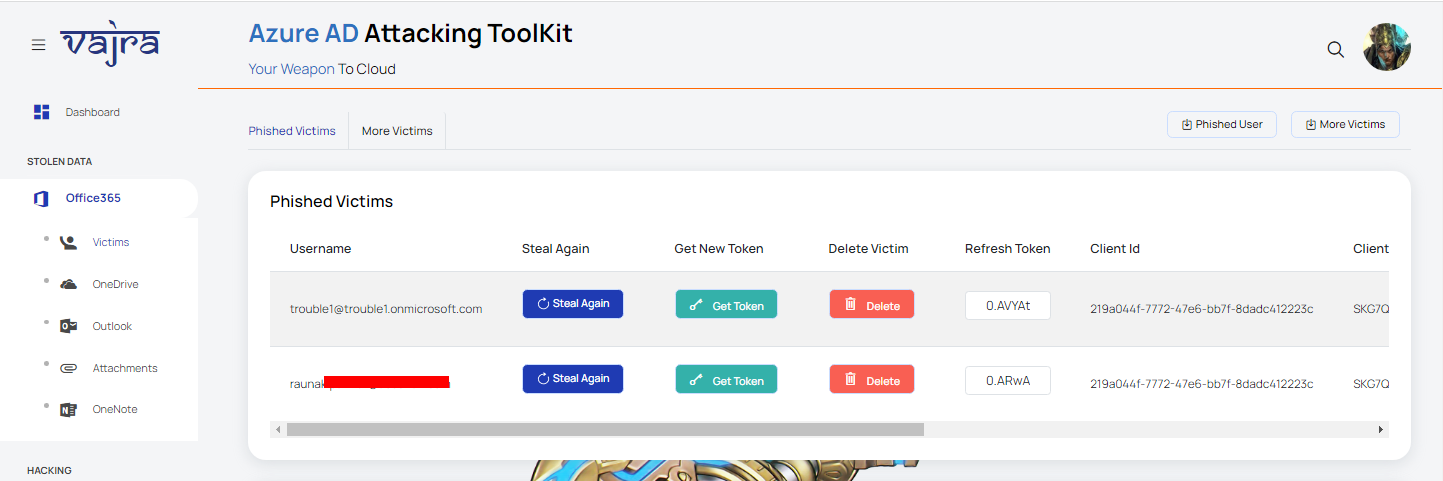 vajra
Azure AD Attacking ToolKit
Your Weapon To Cloud
Dashboard
STOLEN DATA
Office365
Victims
OneDrive
Outlook
Attachments
OneNote
HACKING
Phished Victims More Victims
Phished User More Victims
Phished Victims
Username Steal Again Get New Token Delete Victim Refresh Token Client Id Client
trouble1@trouble1.onmicrosoft.com Steal Again Get Token Delete 0.AVYAt 219a044f-7772-47e6-bb7f-8dadc412223c SKG7Q
raunak Steal Again Get Token Delete 0.ARwA 219a044f-7772-47e6-bb7f-8dadc412223c SKG7Q